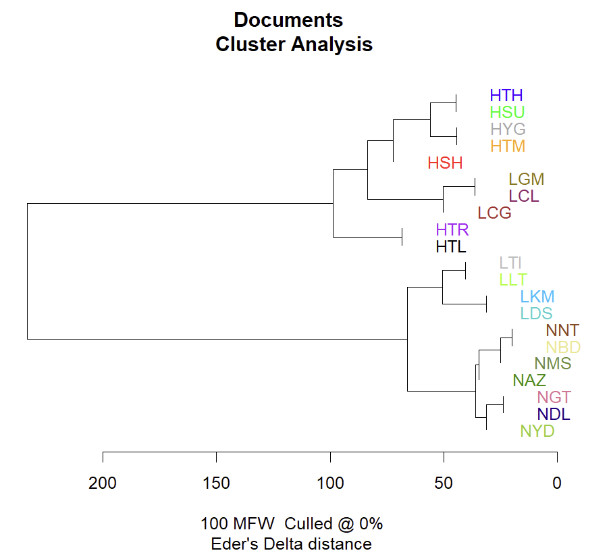 Documents
Cluster Analysis
HTH
HSU
HYG
HTM
HSH
LGM
LCL
LCG
HTR
HTL
LTI
LLT
LKM
LDS
NNT
NBD
NMS
NAZ
NGT
NDL
NYD
200 150 100 50 0
100 MFW Culled @ 0%
Eder's Delta distance